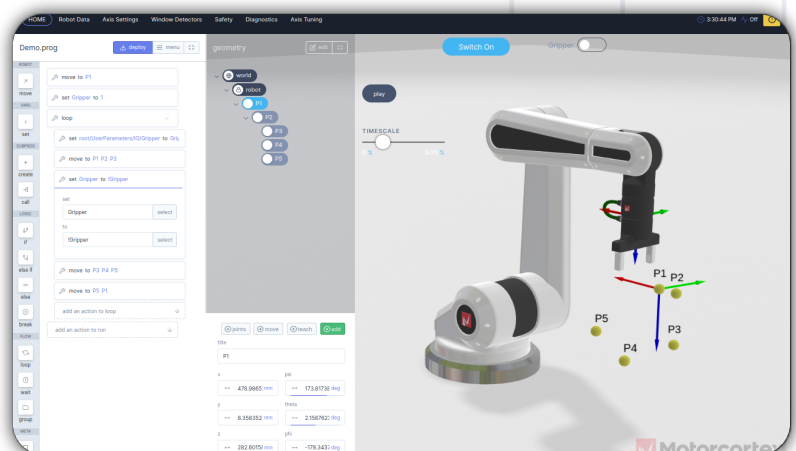 HOME Robot Data Axis Settings Window Detectors Safety Diagnostics Axis Tuning 3:30:44 PM Off
Demo.prog deploy menu
ROBOT
move
VARS
set
SUBPROG
create
call
LOGIC
if
else if
else
break
FLOW
loop
wait
group
META
move to P1
set Gripper to 1
loop
set root/UserParameters/IO/Gripper to Grip
move to P1 P2 P3
set Gripper to !Gripper
set
Gripper select
to
!Gripper select
move to P3 P4 P5
move to P5 P1
add an action to loop
add an action to run
geometry edit
world
robot
P1
P2
P3
P4
P5
joints move teach add
title
P1
x psi
478.9865 mm 173.81738 deg
y theta
8.358352 mm 2.158762 deg
z phi
282.6015 mm -178.3432 deg
Switch On Gripper
play
TIMESCALE
P1 P2
P5
P3
P4
Motorcortex